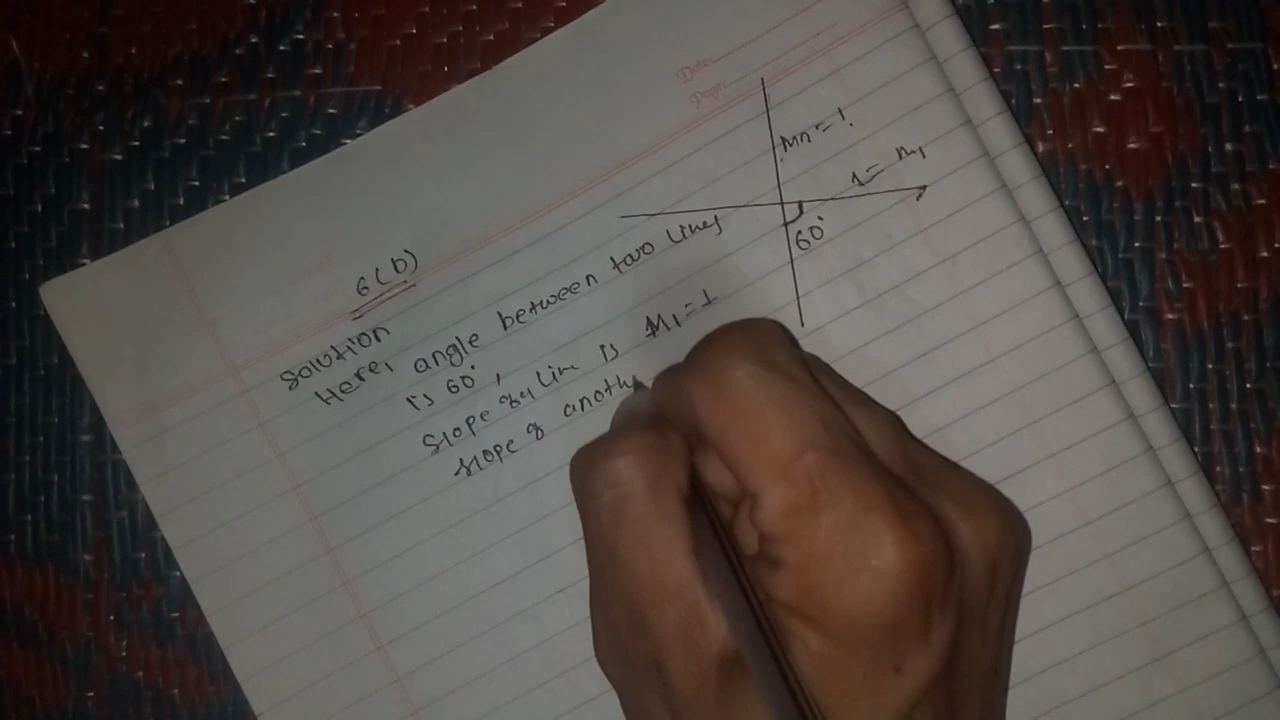 Date:
Page:
M2 = ?
1 = M1
60°
6(b)
Solution
Here, angle between two lines
is 60°,
slope of 1 line is M1 = 1
slope of anoth